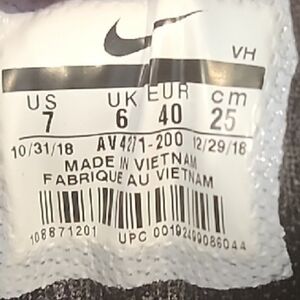 VH
US UK EUR cm
7 6 40 25
10/31/18 AV4271-200 12/29/18
MADE IN VIETNAM
FABRIQUE AU VIETNAM
108871201 UPC 00192499086044